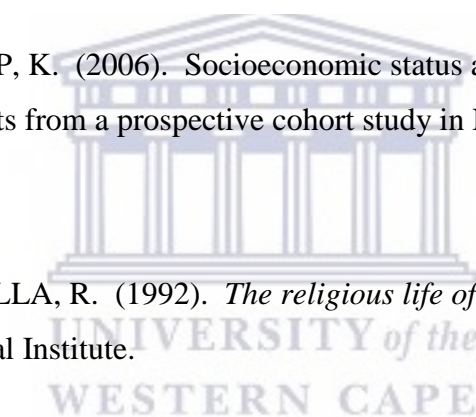 P, K. (2006). Socioeconomic status a
ts from a prospective cohort study in
LLA, R. (1992). The religious life of
UNIVERSITY of the
al Institute.
WESTERN CAPE